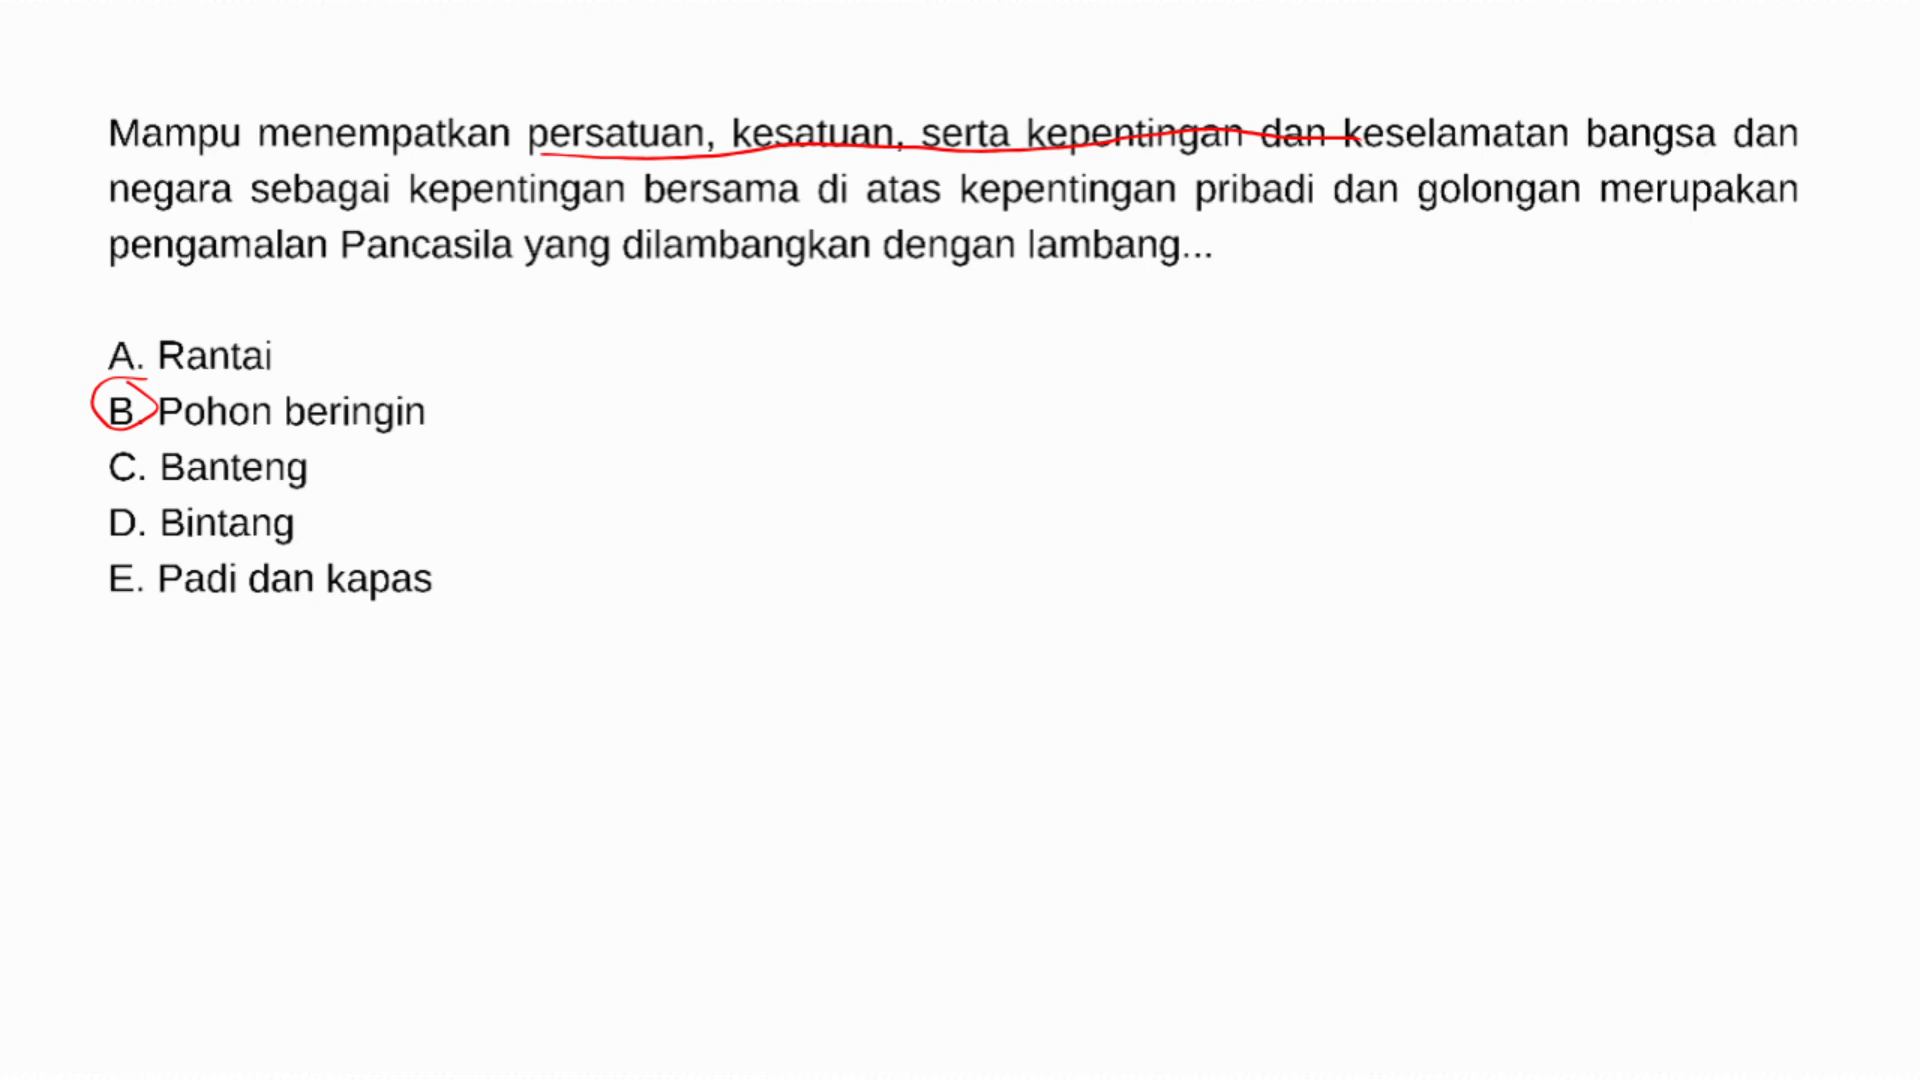 Mampu menempatkan persatuan, kesatuan, serta kepentingan dan keselamatan bangsa dan
negara sebagai kepentingan bersama di atas kepentingan pribadi dan golongan merupakan
pengamalan Pancasila yang dilambangkan dengan lambang...
A. Rantai
B. Pohon beringin
C. Banteng
D. Bintang
E. Padi dan kapas